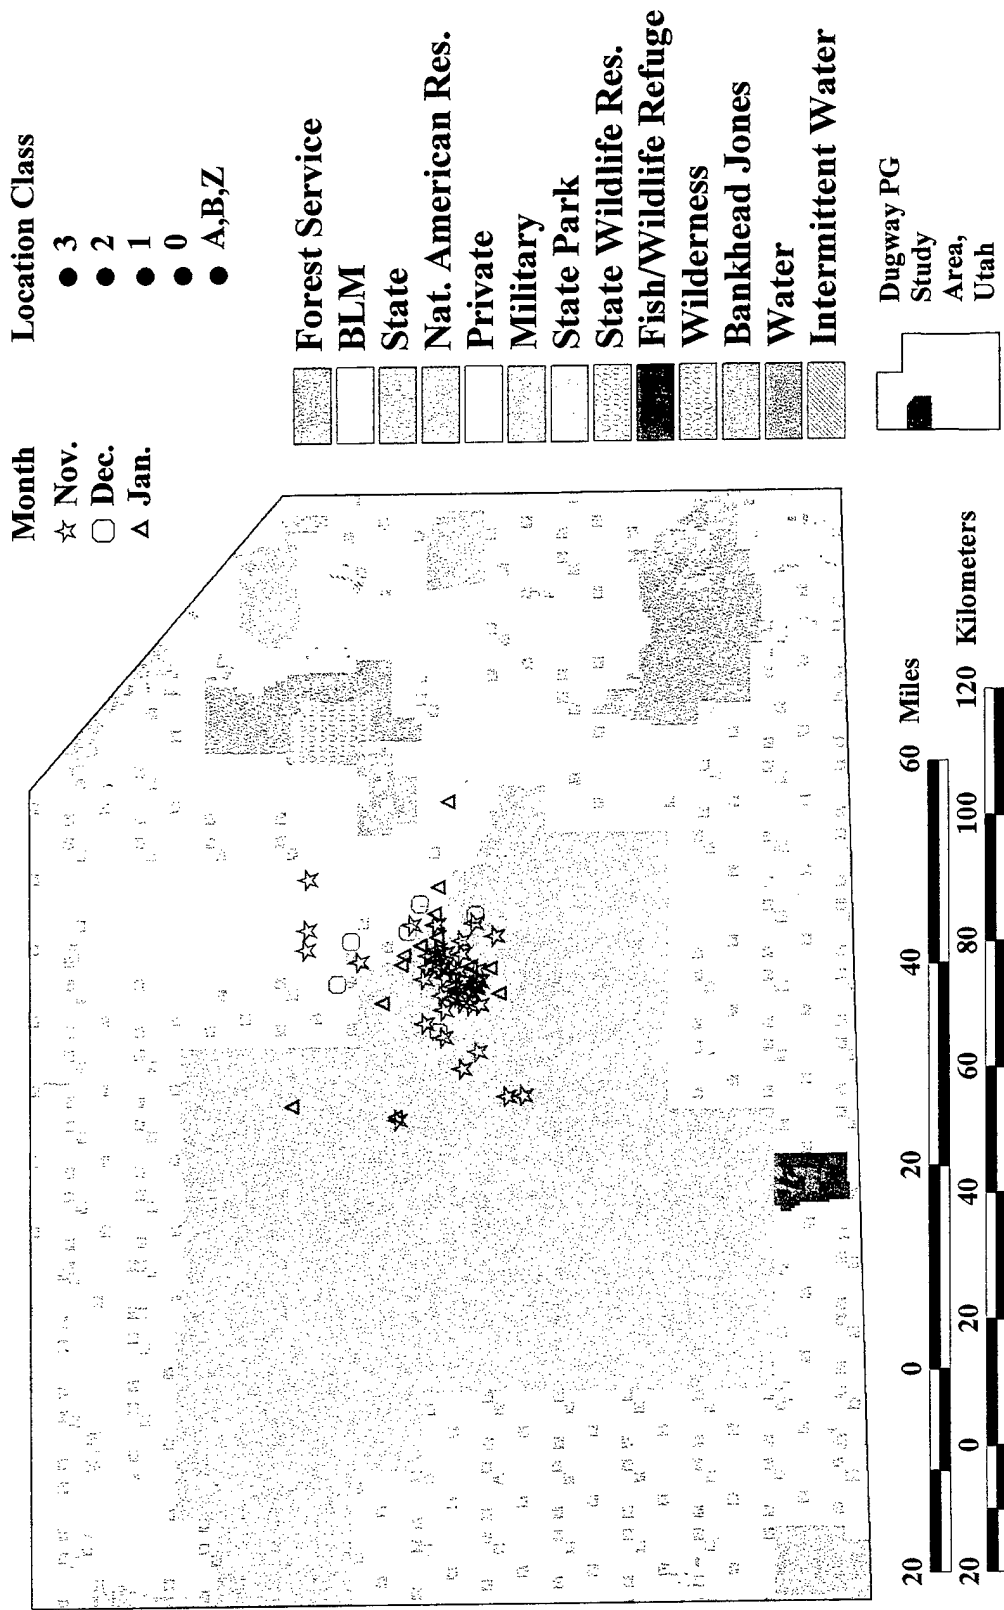 Month
☆ Nov.
Dec.
△ Jan.
Location Class
● 3
● 2
● 1
● 0
● A,B,Z
Forest Service
BLM
State
Nat. American Res.
Private
Military
State Park
State Wildlife Res.
Fish/Wildlife Refuge
Wilderness
Bankhead Jones
Water
Intermittent Water
Dugway PG
Study
Area,
Utah
20 0 20 40 60 Miles
20 0 20 40 60 80 100 120 Kilometers